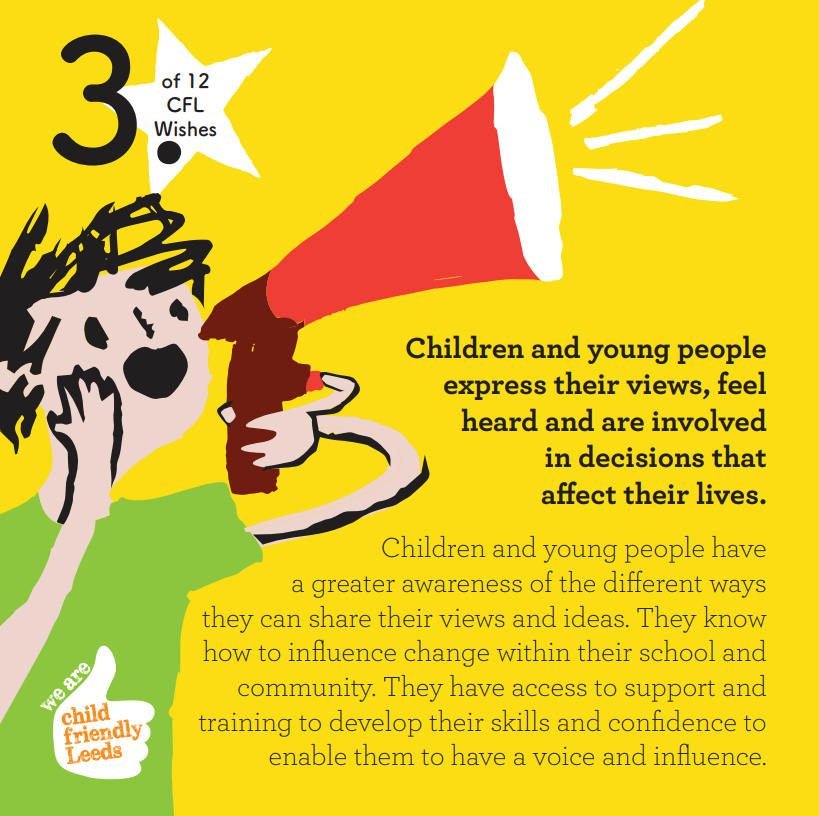 3
of 12
CFL
Wishes
Children and young people
express their views, feel
heard and are involved
in decisions that
affect their lives.
Children and young people have
a greater awareness of the different ways
they can share their views and ideas. They know
how to influence change within their school and
community. They have access to support and
training to develop their skills and confidence to
enable them to have a voice and influence.
we are
child
friendly
Leeds